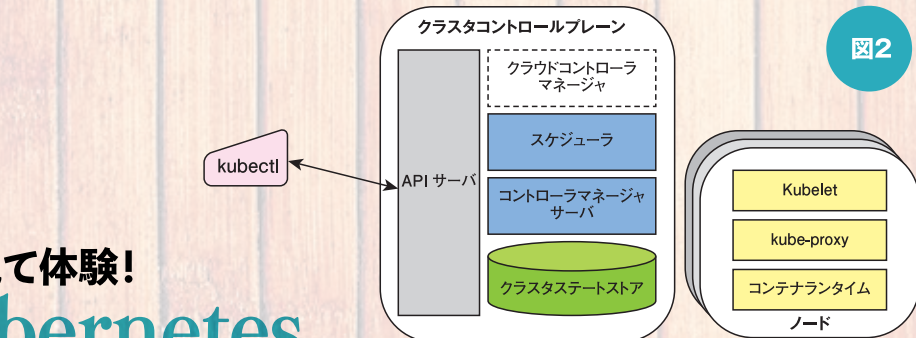 クラスタコントロールプレーン
図2
クラウドコントローラ
マネージャ
スケジューラ
kubectl
APIサーバ
コントローラマネージャ
サーバ
クラスタステートストア
Kubelet
kube-proxy
コンテナランタイム
ノード
て体験!
bernetes